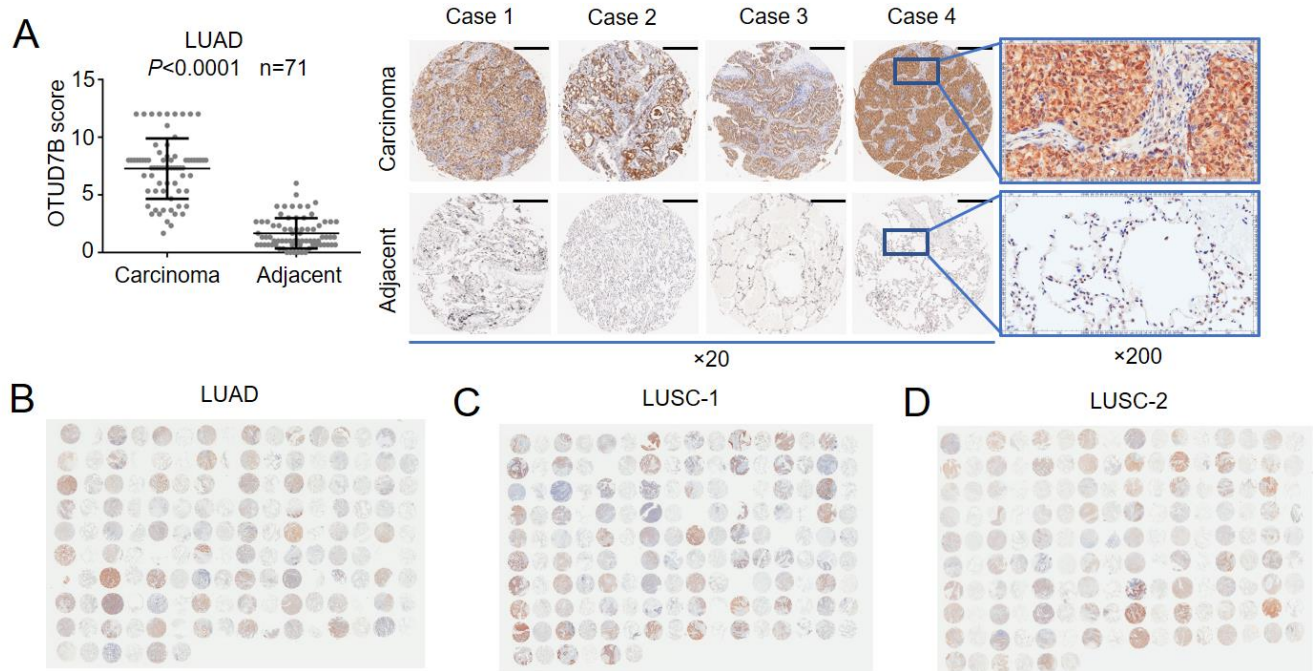 A
LUAD
P<0.0001 n=71
OTUD7B score
15
10
5
0
Carcinoma
Adjacent
Case 1
Case 2
Case 3
Case 4
Carcinoma
Adjacent
×20
×200
B
LUAD
C
LUSC-1
D
LUSC-2